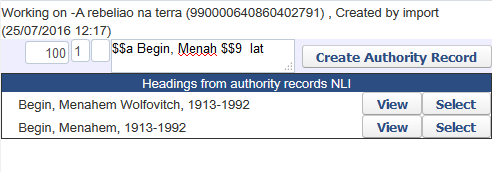 Working on -A rebeliao na terra (990000640860402791) , Created by import
(25/07/2016 12:17)
100 1 $$a Begin, Menah $$9 lat Create Authority Record
Headings from authority records NLI
Begin, Menahem Wolfovitch, 1913-1992 View Select
Begin, Menahem, 1913-1992 View Select